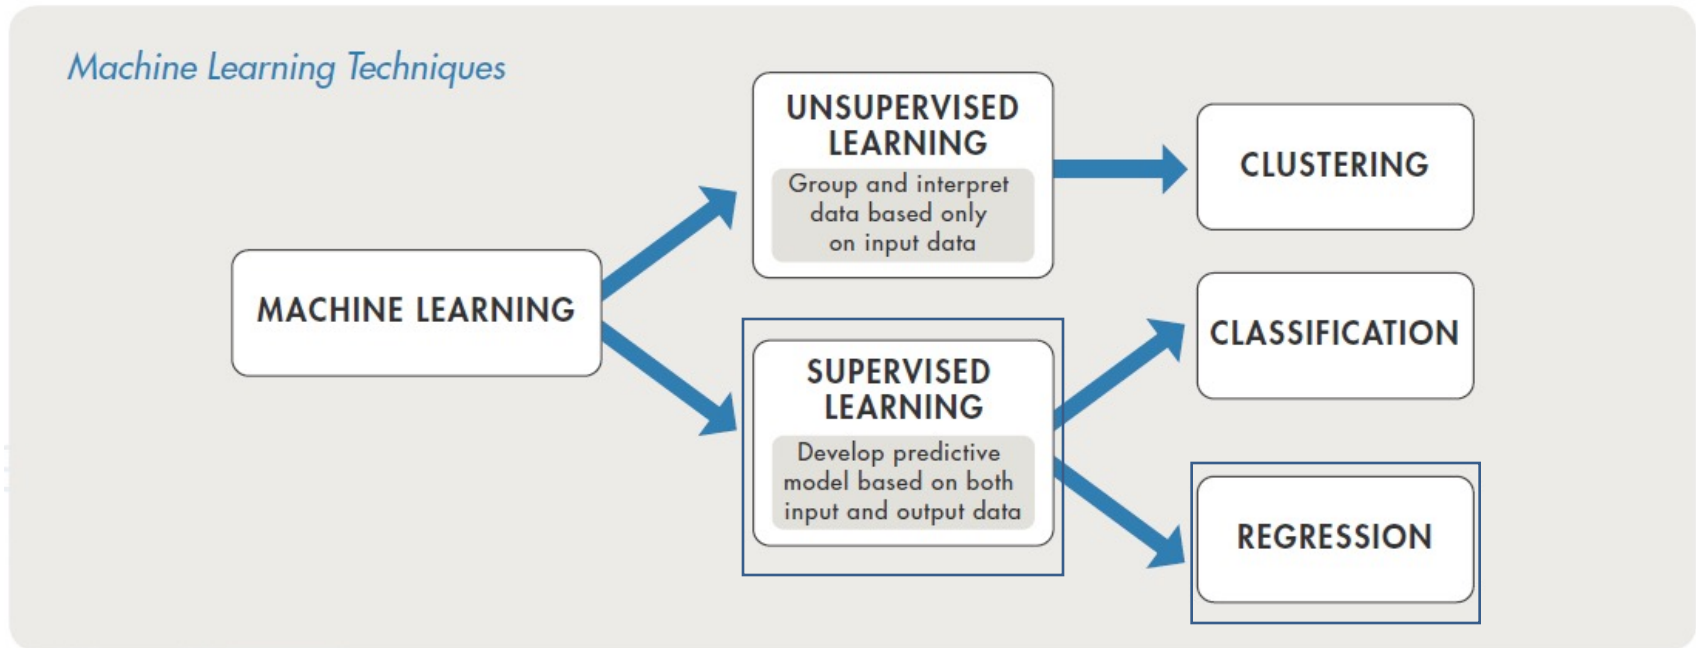 Machine Learning Techniques
MACHINE LEARNING
UNSUPERVISED
LEARNING
Group and interpret
data based only
on input data
CLUSTERING
SUPERVISED
LEARNING
Develop predictive
model based on both
input and output data
CLASSIFICATION
REGRESSION